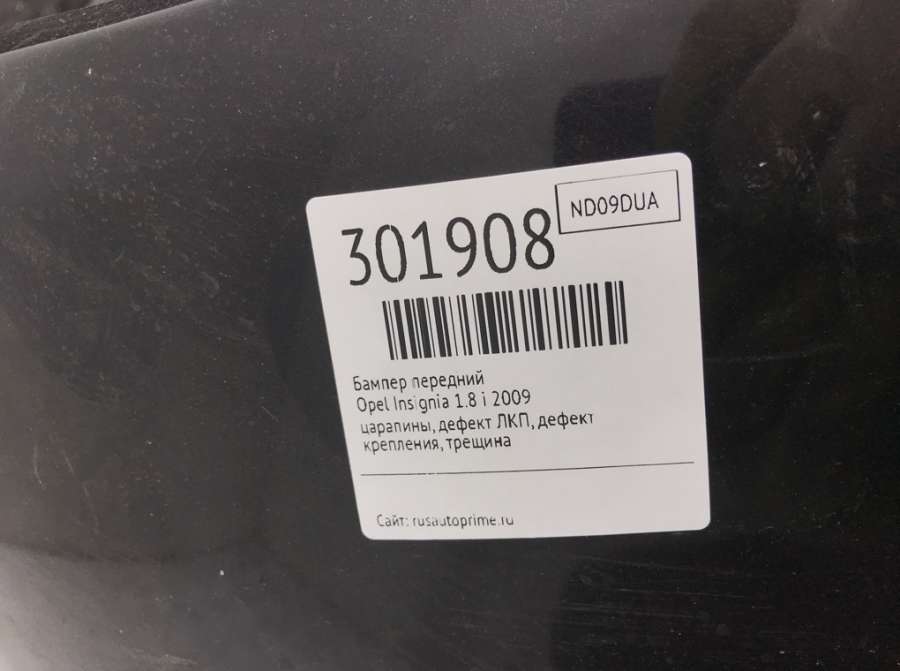 ND09DUA
301908
Бампер передний
Opel Insignia 1.8 i 2009
царапины, дефект ЛКП, дефект
крепления, трещина
Сайт: rusautoprime.ru